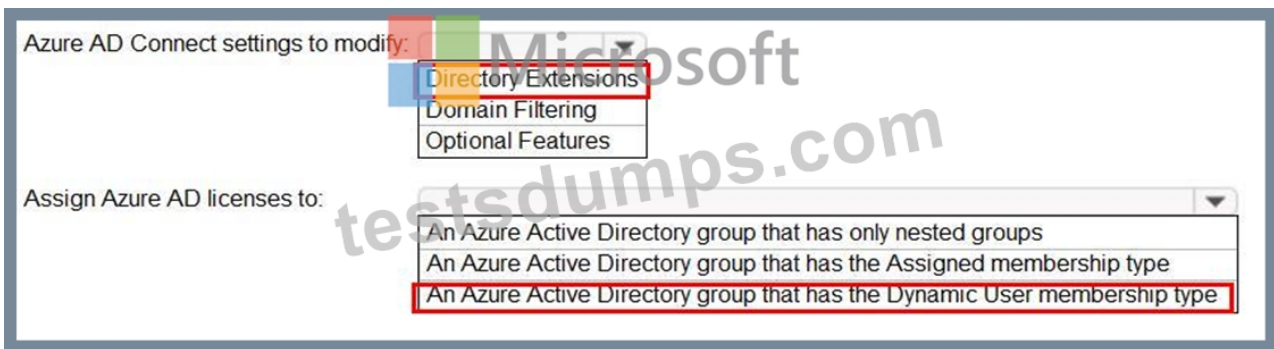 Azure AD Connect settings to modify:
Microsoft
Directory Extensions
Domain Filtering
Optional Features
testsdumps.com
Assign Azure AD licenses to:
An Azure Active Directory group that has only nested groups
An Azure Active Directory group that has the Assigned membership type
An Azure Active Directory group that has the Dynamic User membership type